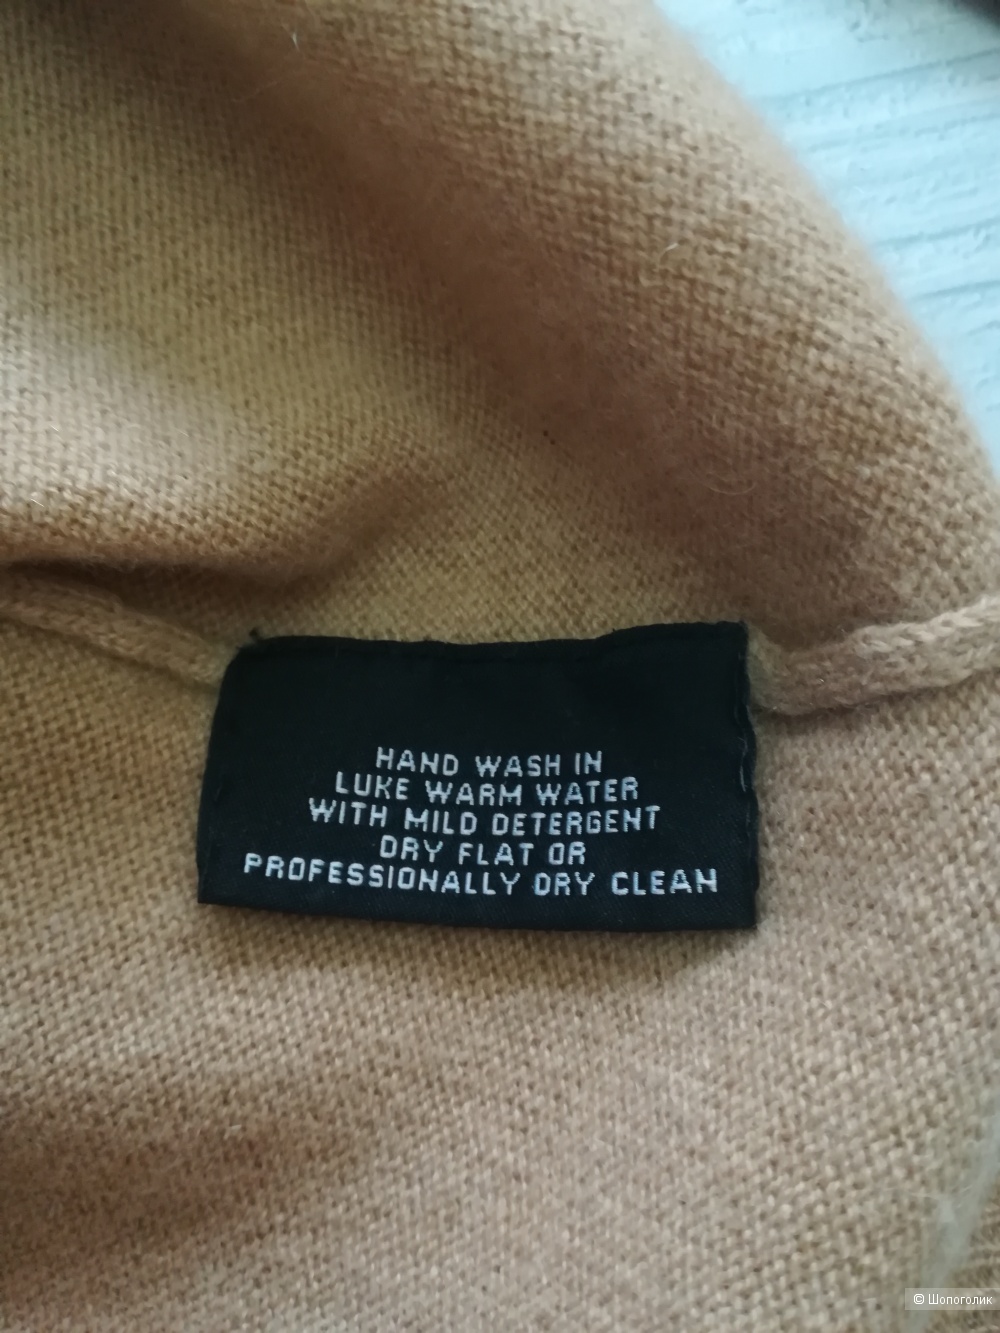 HAND WASH IN
LUKE WARM WATER
WITH MILD DETERGENT
DRY FLAT OR
PROFESSIONALLY DRY CLEAN
© Шопоголик